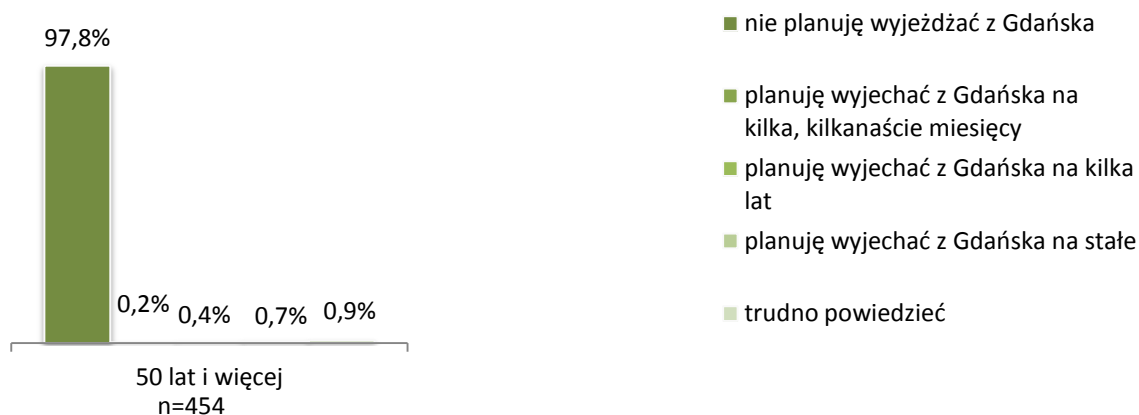 97,8%
0,2%
0,4%
0,7%
0,9%
50 lat i więcej
n=454
nie planuję wyjeżdżać z Gdańska
planuję wyjechać z Gdańska na
kilka, kilkanaście miesięcy
planuję wyjechać z Gdańska na kilka
lat
planuję wyjechać z Gdańska na stałe
trudno powiedzieć